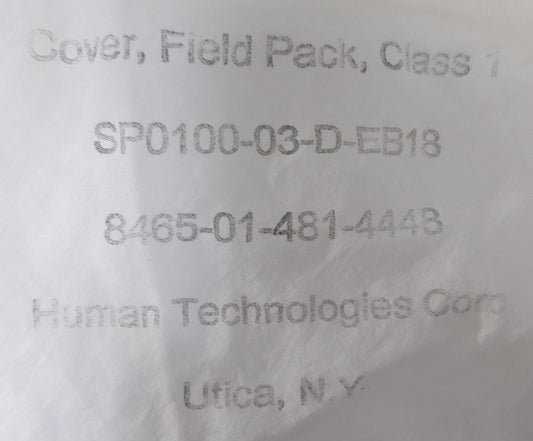 Cover, Field Pack, Class 1
SP0100-03-D-EB18
8465-01-481-4448
Human Technologies Corp
Utica, N.Y.